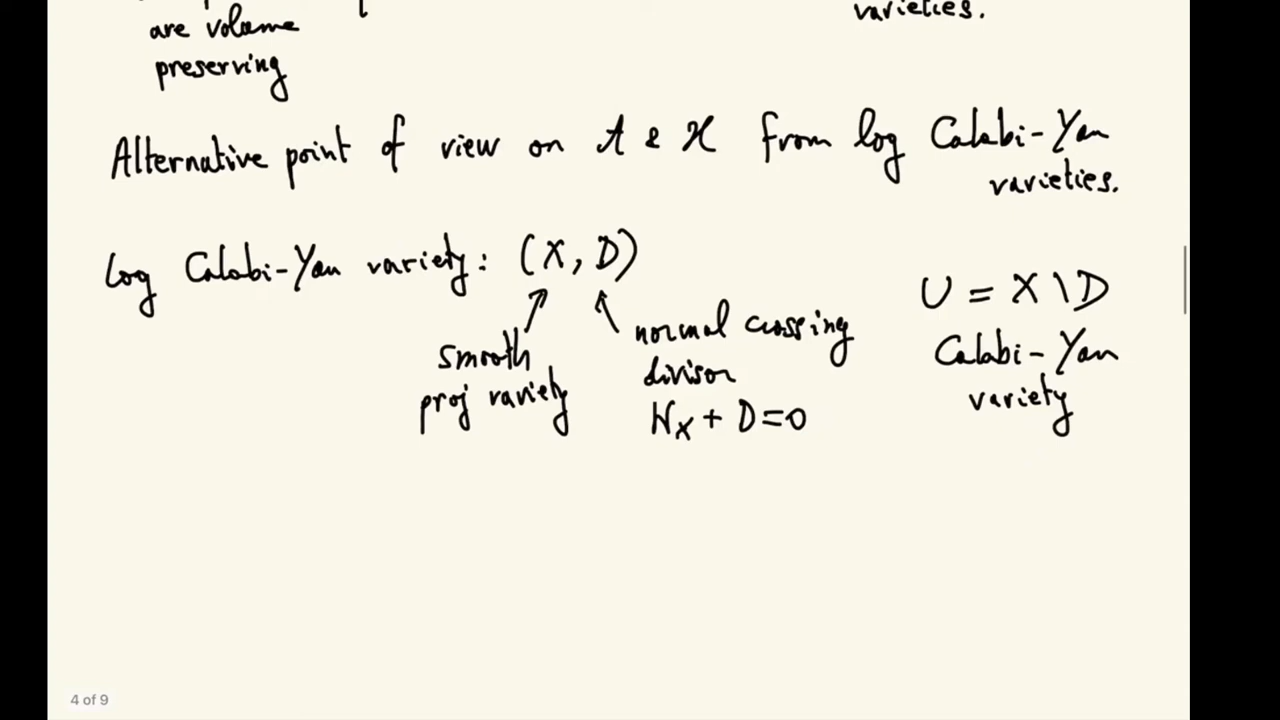 are volume
varieties.
preserving
Alternative point of view on A & X from log Calabi-Yau
varieties.
log Calabi-Yau variety: (X, D)
U = X \ D
normal crossing
smooth
Calabi-Yau
divisor
proj variety
variety
K_X + D = 0
4 of 9